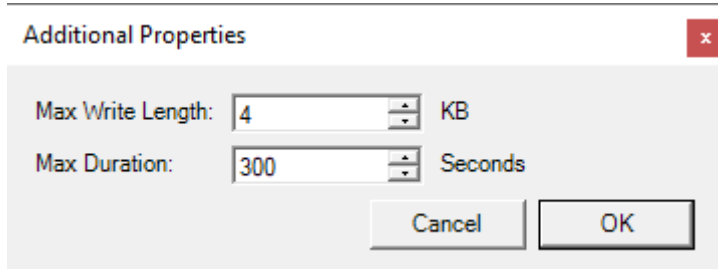 Additional Properties x
Max Write Length: 4 KB
Max Duration: 300 Seconds
Cancel OK